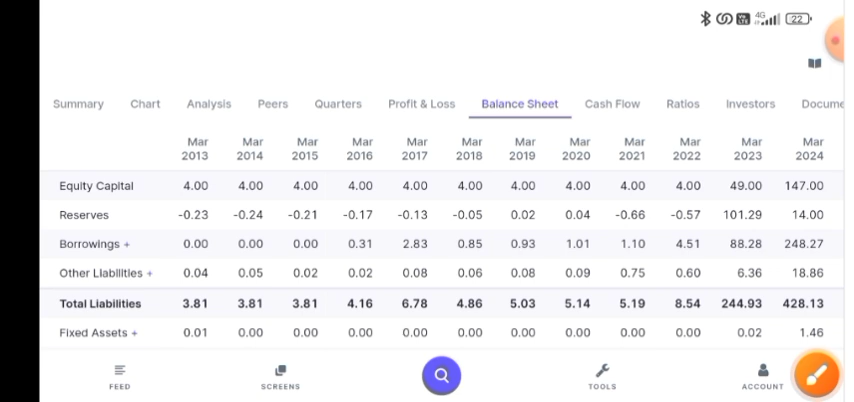 4G 22
Summary Chart Analysis Peers Quarters Profit & Loss Balance Sheet Cash Flow Ratios Investors Docume
Mar 2013 Mar 2014 Mar 2015 Mar 2016 Mar 2017 Mar 2018 Mar 2019 Mar 2020 Mar 2021 Mar 2022 Mar 2023 Mar 2024
Equity Capital 4.00 4.00 4.00 4.00 4.00 4.00 4.00 4.00 4.00 4.00 49.00 147.00
Reserves -0.23 -0.24 -0.21 -0.17 -0.13 -0.05 0.02 0.04 -0.66 -0.57 101.29 14.00
Borrowings + 0.00 0.00 0.00 0.31 2.83 0.85 0.93 1.01 1.10 4.51 88.28 248.27
Other Liabilities + 0.04 0.05 0.02 0.02 0.08 0.06 0.08 0.09 0.75 0.60 6.36 18.86
Total Liabilities 3.81 3.81 3.81 4.16 6.78 4.86 5.03 5.14 5.19 8.54 244.93 428.13
Fixed Assets + 0.01 0.00 0.00 0.00 0.00 0.00 0.00 0.00 0.00 0.00 0.02 1.46
FEED SCREENS TOOLS ACCOUNT